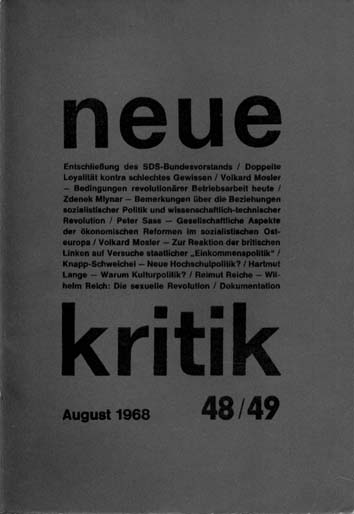 neue
Entschließung des SDS-Bundesvorstands / Doppelte
Loyalität kontra schlechtes Gewissen / Volkard Mosler
– Bedingungen revolutionärer Betriebsarbeit heute /
Zdenek Mlynar – Bemerkungen über die Beziehungen
sozialistischer Politik und wissenschaftlich-technischer
Revolution / Peter Sass – Gesellschaftliche Aspekte
der ökonomischen Reformen im sozialistischen Ost-
europa / Volkard Mosler – Zur Reaktion der britischen
Linken auf Versuche staatlicher „Einkommenspolitik" /
Knapp-Schweichel – Neue Hochschulpolitik? / Hartmut
Lange – Warum Kulturpolitik? / Reimut Reiche – Wil-
helm Reich: Die sexuelle Revolution / Dokumentation
kritik
August 1968 48/49